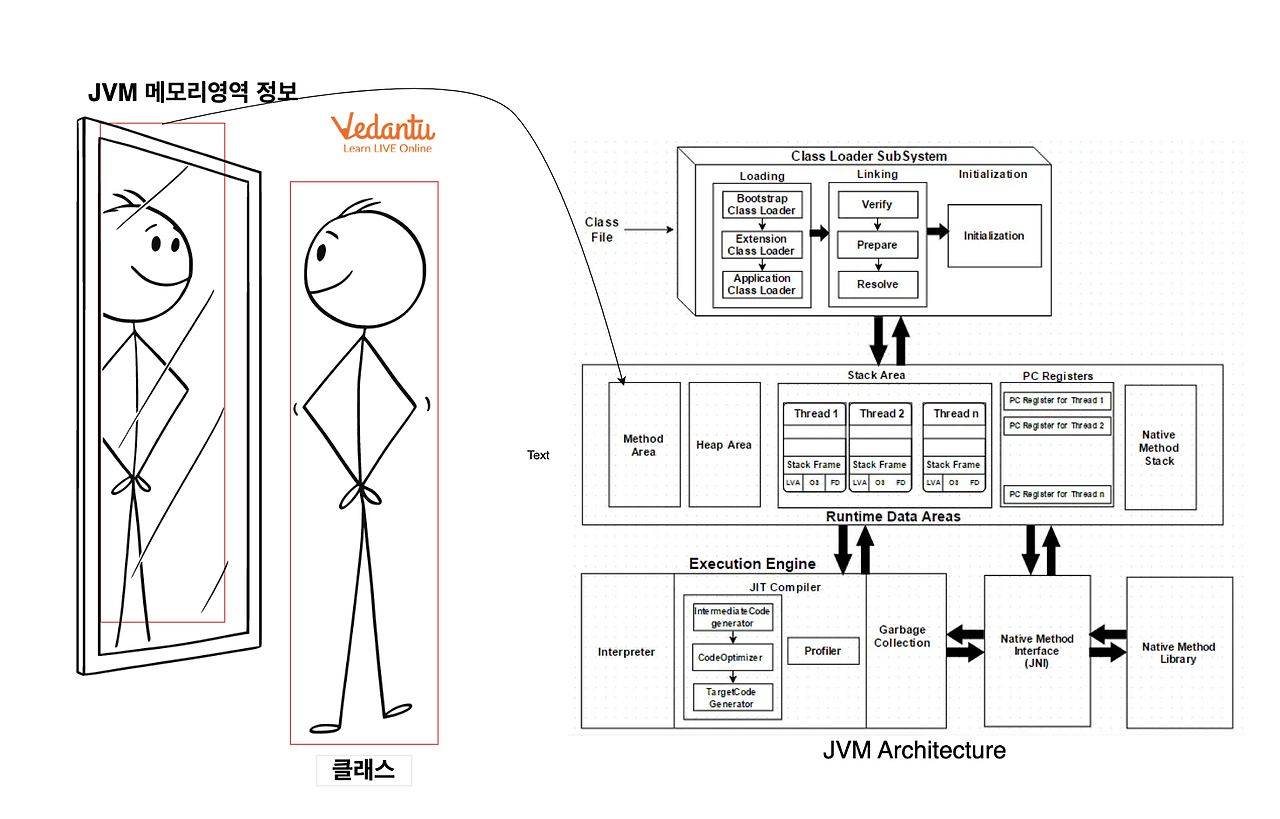 JVM 메모리영역 정보
Vedantu
Learn LIVE Online
클래스
Text
Class Loader SubSystem
Loading
Linking
Initialization
Class
File
Bootstrap
Class Loader
Extension
Class Loader
Application
Class Loader
Verify
Prepare
Resolve
Initialization
Method
Area
Heap Area
Stack Area
Thread 1
Stack Frame
LVA OS FD
Thread 2
Stack Frame
LVA OS FD
Thread n
Stack Frame
LVA OS FD
PC Registers
PC Register for Thread 1
PC Register for Thread 2
PC Register for Thread n
Native
Method
Stack
Runtime Data Areas
Execution Engine
Interpreter
JIT Compiler
IntermediateCode
generator
CodeOptimizer
TargetCode
Generator
Profiler
Garbage
Collection
Native Method
Interface
(JNI)
Native Method
Library
JVM Architecture